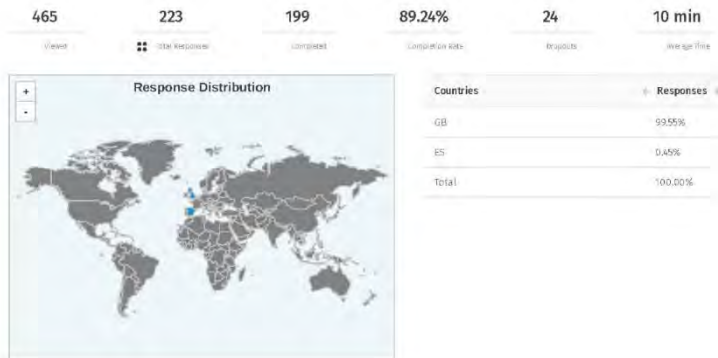 465 223 199 89.24% 24 10 min
Viewed Total Responses Completed Completion Rate Dropouts Average Time
+ Response Distribution
-
Countries Responses
GB 99.55%
ES 0.45%
Total 100.00%